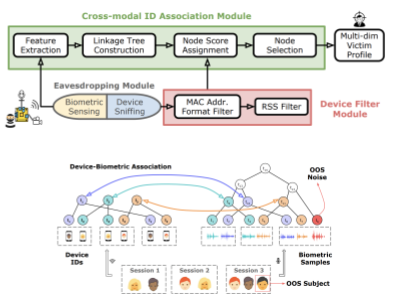 Cross-modal ID Association Module
Feature
Extraction
Linkage Tree
Construction
Node Score
Assignment
Node
Selection
Multi-dim
Victim
Profile
Eavesdropping Module
Biometric
Sensing
Device
Sniffing
MAC Addr.
Format Filter
RSS Filter
Device Filter
Module
Device-Biometric Association
OOS
Noise
Device
IDs
Biometric
Samples
Session 1
Session 2
Session 3
OOS Subject